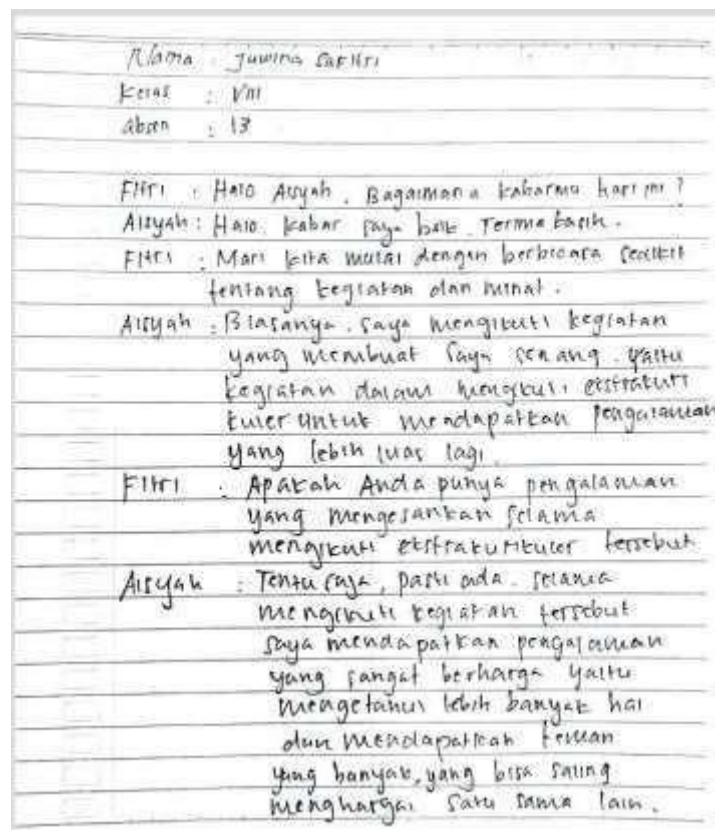 Nama : Juwina Safitri
Kelas : VIII
Absen : 13
Fitri : Halo Aisyah. Bagaimana kabarmu hari ini?
Aisyah : Halo. Kabar saya baik. Terima kasih.
Fitri : Mari kita mulai dengan berbicara sedikit
tentang kegiatan dan minat.
Aisyah : Biasanya, saya mengikuti kegiatan
yang membuat saya senang, yaitu
kegiatan dalam mengikuti ekstrakuri
kuler untuk mendapatkan pengalaman
yang lebih luas lagi.
Fitri : Apakah Anda punya pengalaman
yang mengesankan selama
mengikuti ekstrakurikuler tersebut
Aisyah : Tentu saja, pasti ada. selama
mengikuti kegiatan tersebut
saya mendapatkan pengalaman
yang sangat berharga yaitu
mengetahui lebih banyak hal
dan mendapatkan teman
yang banyak, yang bisa saling
menghargai satu sama lain.